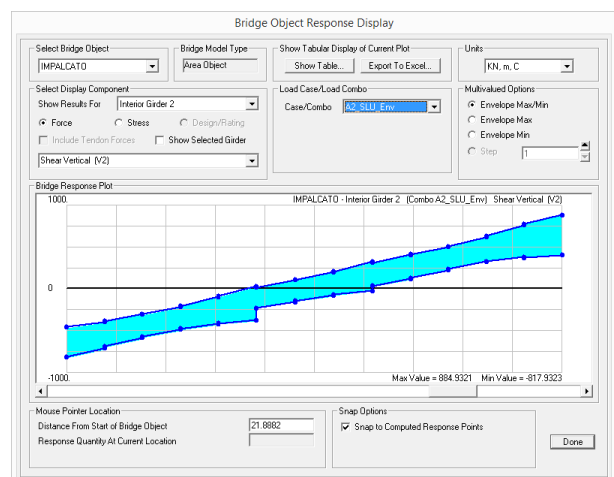 Bridge Object Response Display
Select Bridge Object
IMPALCATO
Bridge Model Type
Area Object
Show Tabular Display of Current Plot
Show Table...
Export To Excel...
Units
KN, m, C
Select Display Component
Show Results For
Interior Girder 2
Force
Stress
Design/Rating
Include Tendon Forces
Show Selected Girder
Shear Vertical (V2)
Load Case/Load Combo
Case/Combo
A2_SLU_Env
Multivalued Options
Envelope Max/Min
Envelope Max
Envelope Min
Step
1
Bridge Response Plot
1000.
IMPALCATO - Interior Girder 2 (Combo A2_SLU_Env) Shear Vertical (V2)
0
-1000.
Max Value = 884.9321 Min Value = -817.9323
Mouse Pointer Location
Distance From Start of Bridge Object
21.8882
Response Quantity At Current Location
Snap Options
Snap to Computed Response Points
Done